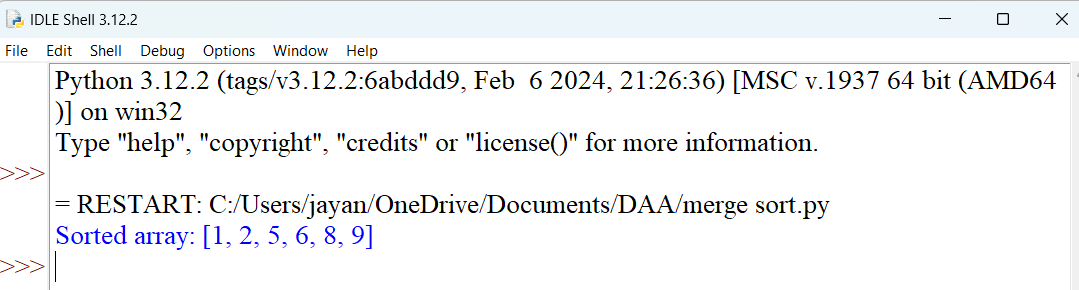 IDLE Shell 3.12.2
File Edit Shell Debug Options Window Help
Python 3.12.2 (tags/v3.12.2:6abddd9, Feb  6 2024, 21:26:36) [MSC v.1937 64 bit (AMD64
)] on win32
Type "help", "copyright", "credits" or "license()" for more information.
>>>
= RESTART: C:/Users/jayan/OneDrive/Documents/DAA/merge sort.py
Sorted array: [1, 2, 5, 6, 8, 9]
>>>